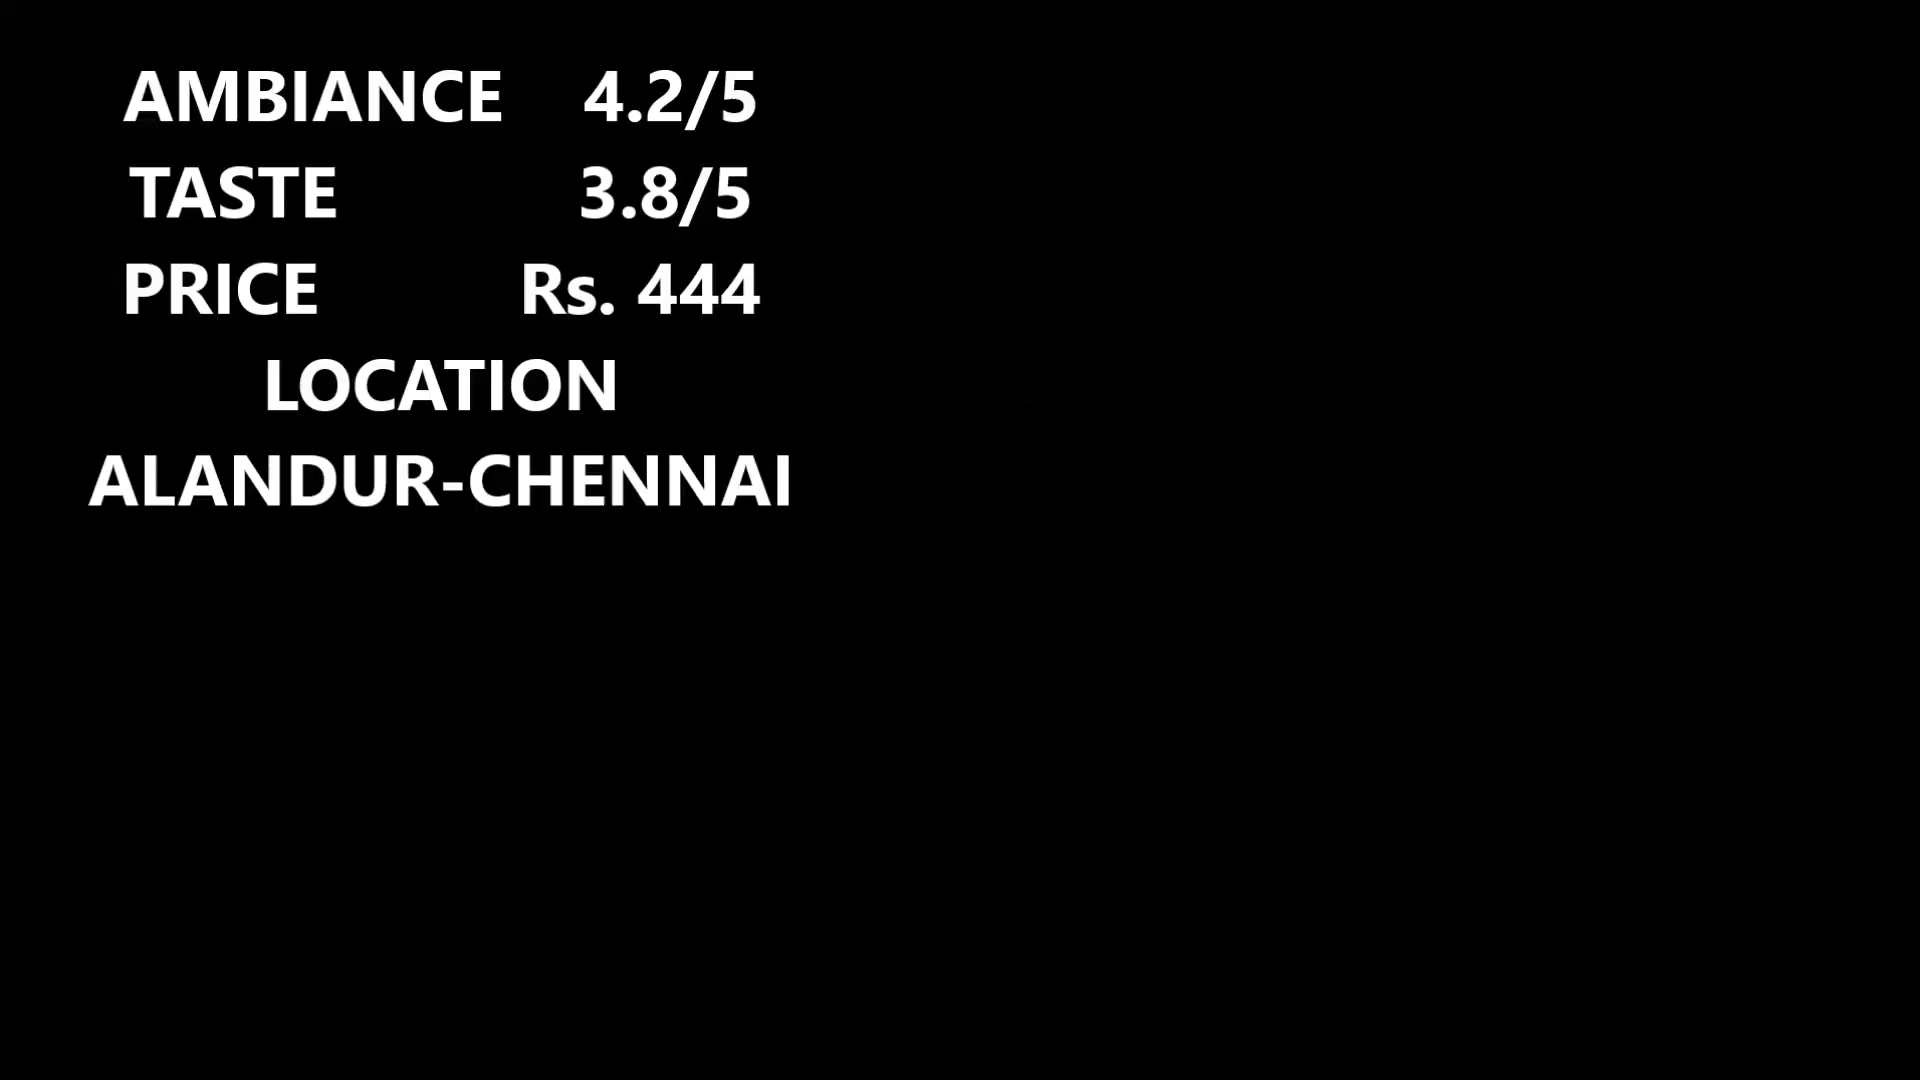 AMBIANCE 4.2/5
TASTE 3.8/5
PRICE Rs. 444
LOCATION
ALANDUR-CHENNAI